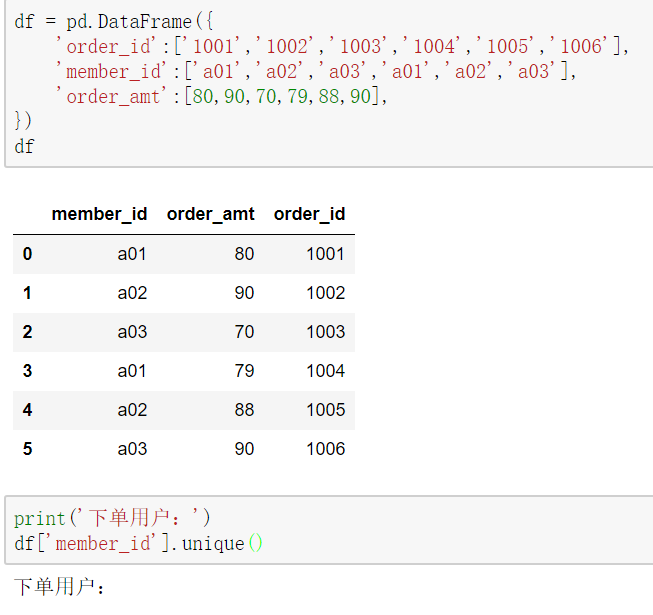 df = pd.DataFrame({
    'order_id':['1001','1002','1003','1004','1005','1006'],
    'member_id':['a01','a02','a03','a01','a02','a03'],
    'order_amt':[80,90,70,79,88,90],
})
df
member_id order_amt order_id
0 a01 80 1001
1 a02 90 1002
2 a03 70 1003
3 a01 79 1004
4 a02 88 1005
5 a03 90 1006
print('下单用户：')
df['member_id'].unique()
下单用户：